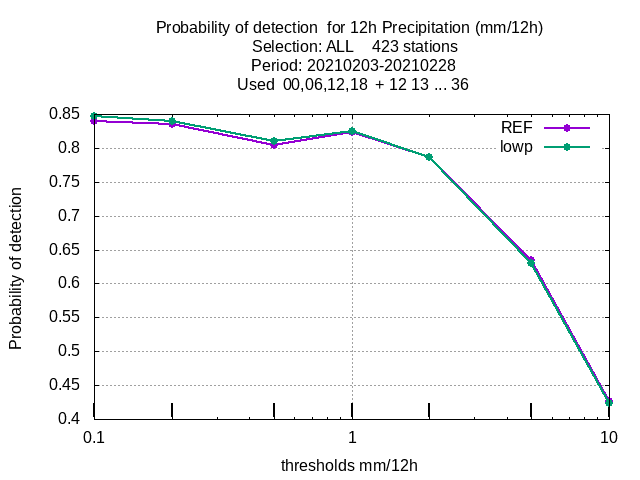 Probability of detection  for 12h Precipitation (mm/12h)
Selection: ALL    423 stations
Period: 20210203-20210228
Used  00,06,12,18  + 12 13 ... 36
REF
lowp
Probability of detection
0.85
0.8
0.75
0.7
0.65
0.6
0.55
0.5
0.45
0.4
0.1
1
10
thresholds mm/12h